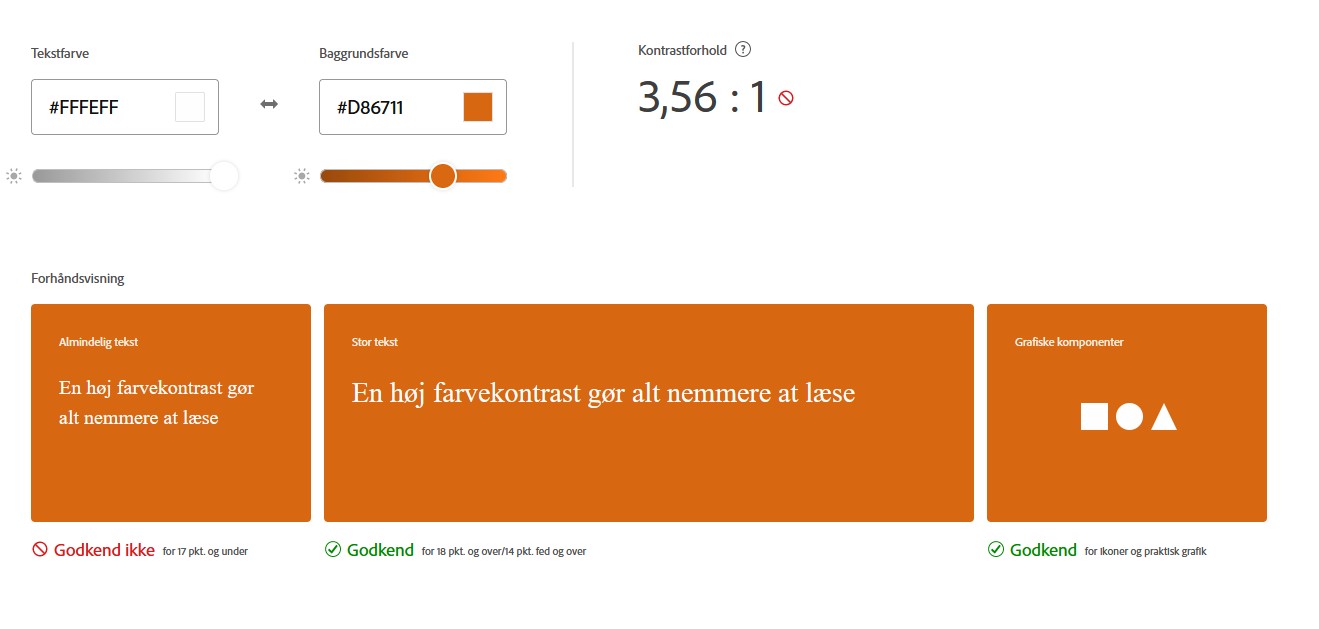 Tekstfarve
Baggrundsfarve
Kontrastforhold ?
#FFFEFF
#D86711
3,56 : 1
Forhåndsvisning
Almindelig tekst
En høj farvekontrast gør
alt nemmere at læse
Stor tekst
En høj farvekontrast gør alt nemmere at læse
Grafiske komponenter
Godkend ikke for 17 pkt. og under
Godkend for 18 pkt. og over/14 pkt. fed og over
Godkend for ikoner og praktisk grafik